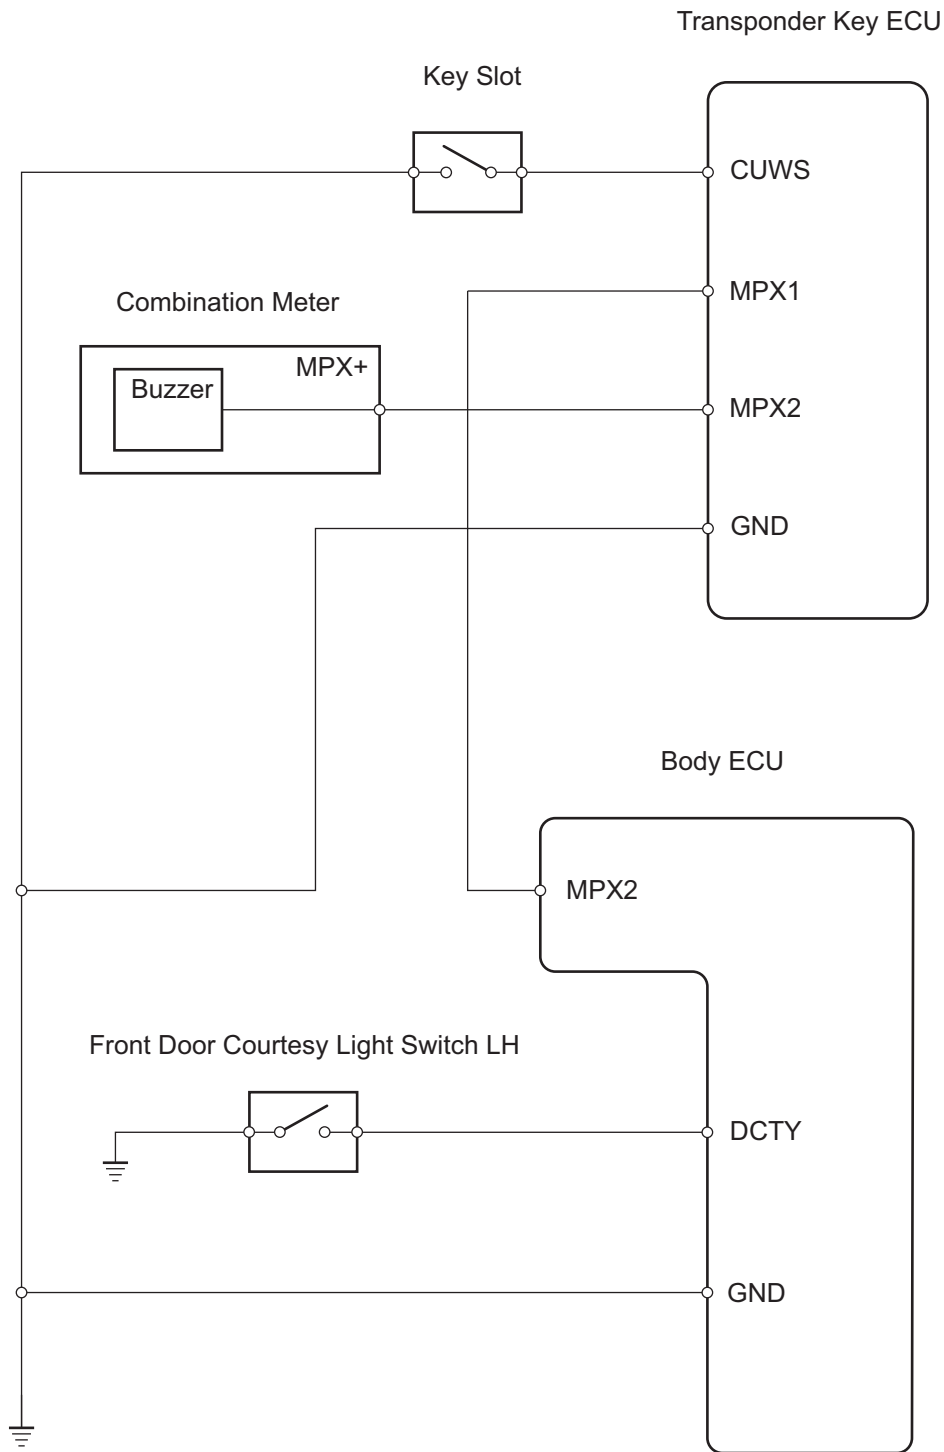 Transponder Key ECU
Key Slot
CUWS
MPX1
Combination Meter
MPX+
Buzzer
MPX2
GND
Body ECU
MPX2
Front Door Courtesy Light Switch LH
DCTY
GND